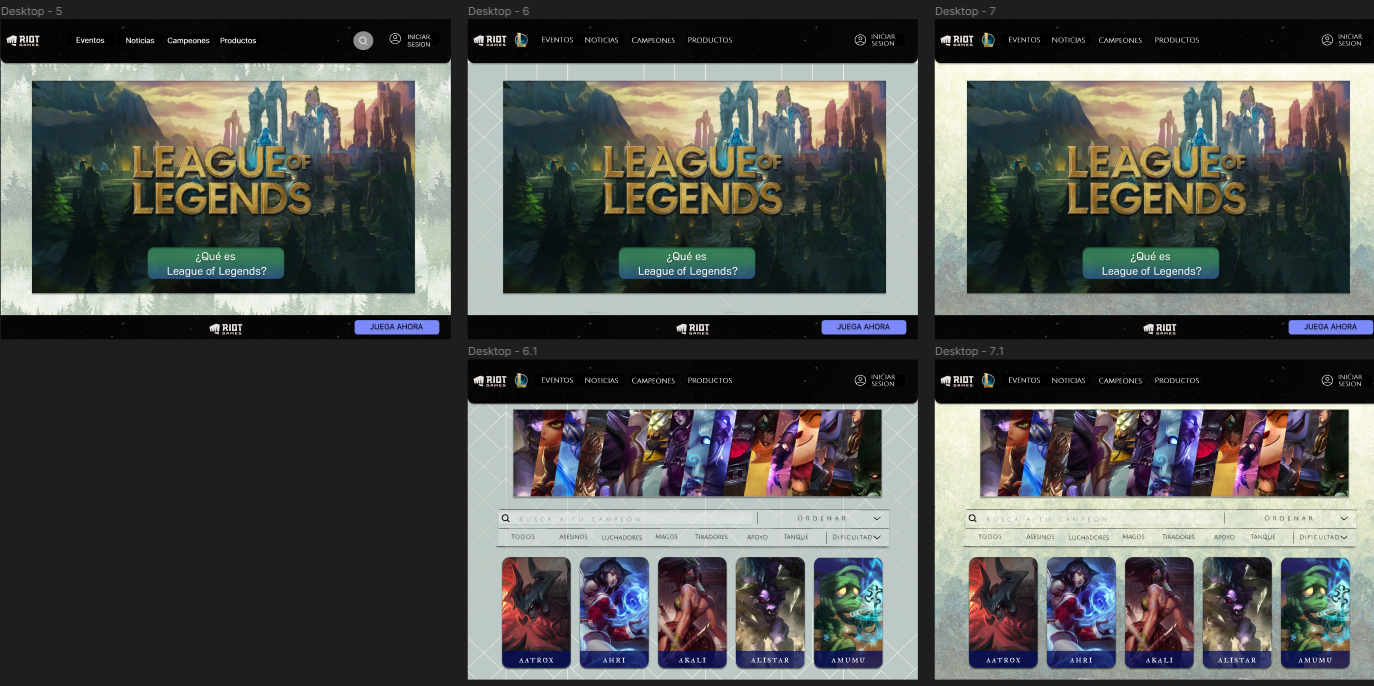 Desktop - 5
RIOT GAMES
Eventos Noticias Campeones Productos
INICIAR
SESION
LEAGUE OF
LEGENDS
¿Qué es
League of Legends?
RIOT GAMES
JUEGA AHORA
Desktop - 6
RIOT GAMES
EVENTOS NOTICIAS CAMPEONES PRODUCTOS
INICIAR
SESION
LEAGUE OF
LEGENDS
¿Qué es
League of Legends?
RIOT GAMES
JUEGA AHORA
Desktop - 7
RIOT GAMES
EVENTOS NOTICIAS CAMPEONES PRODUCTOS
INICIAR
SESION
LEAGUE OF
LEGENDS
¿Qué es
League of Legends?
RIOT GAMES
JUEGA AHORA
Desktop - 6.1
RIOT GAMES
EVENTOS NOTICIAS CAMPEONES PRODUCTOS
INICIAR
SESION
BUSCA A TU CAMPEON ORDENAR
TODOS ASESINOS LUCHADORES MAGOS TIRADORES APOYO TANQUE DIFICULTAD
AATROX AHRI AKALI ALISTAR AMUMU
Desktop - 7.1
RIOT GAMES
EVENTOS NOTICIAS CAMPEONES PRODUCTOS
INICIAR
SESION
BUSCA A TU CAMPEON ORDENAR
TODOS ASESINOS LUCHADORES MAGOS TIRADORES APOYO TANQUE DIFICULTAD
AATROX AHRI AKALI ALISTAR AMUMU